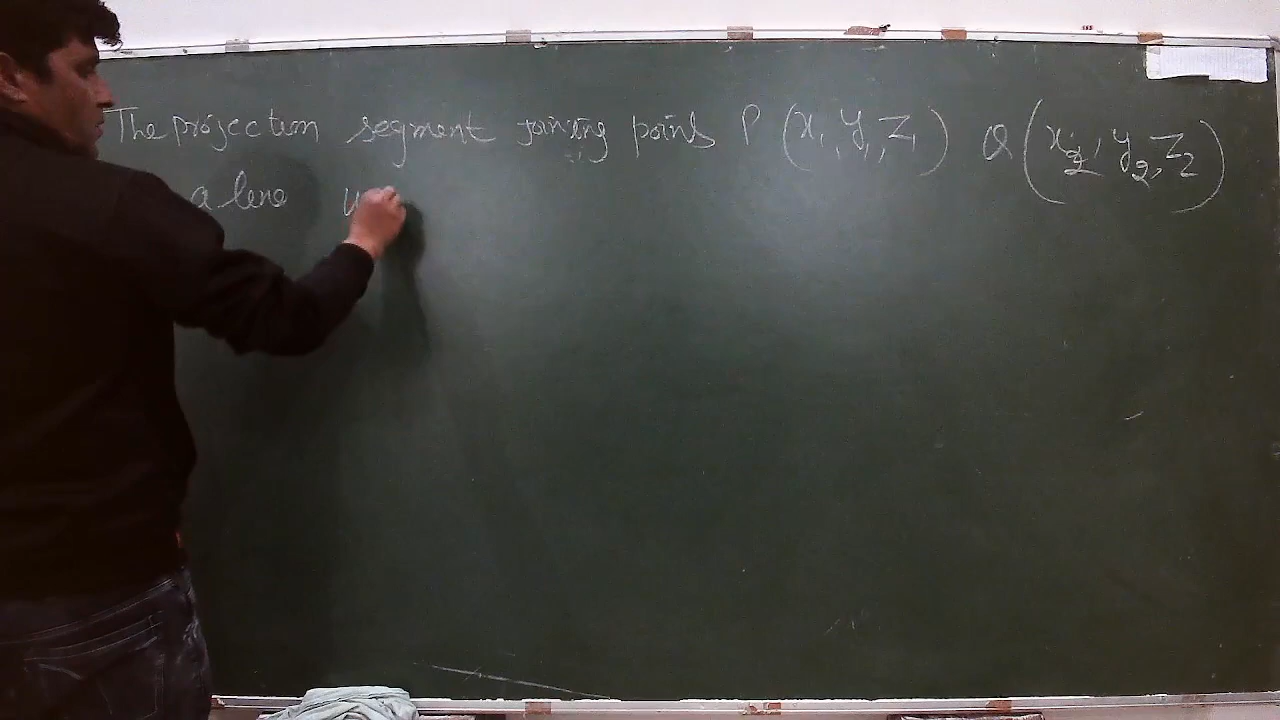 The projection segment joining points P (x₁, y₁, z₁) Q (x₂, y₂, z₂)
a line w